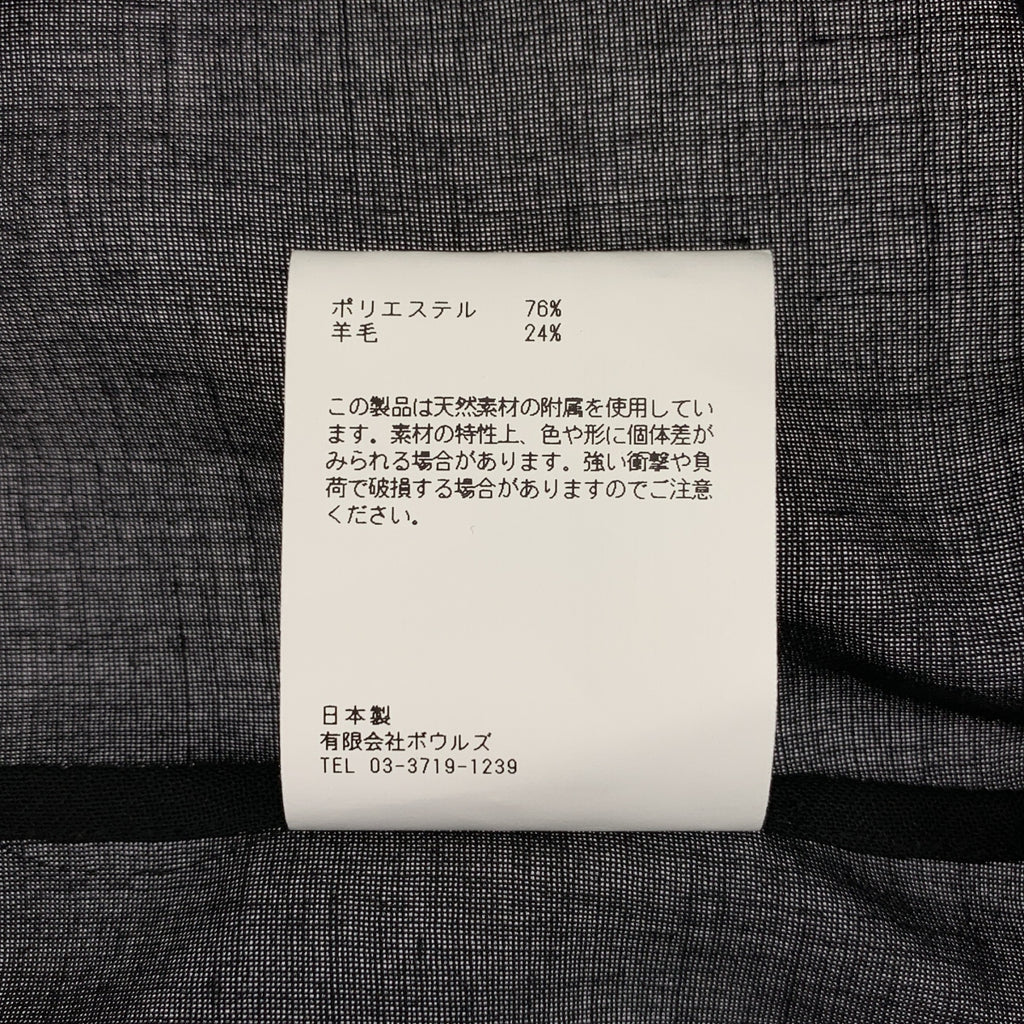 ポリエステル 76%
羊毛 24%
この製品は天然素材の附属を使用してい
ます。素材の特性上、色や形に個体差が
みられる場合があります。強い衝撃や負
荷で破損する場合がありますのでご注意
ください。
日本製
有限会社ボウルズ
TEL 03-3719-1239